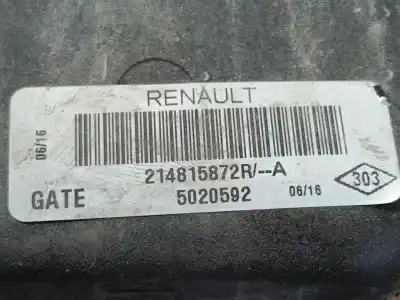 RENAULT
06/16
214815872R/--A
GATE 5020592 06/16 303